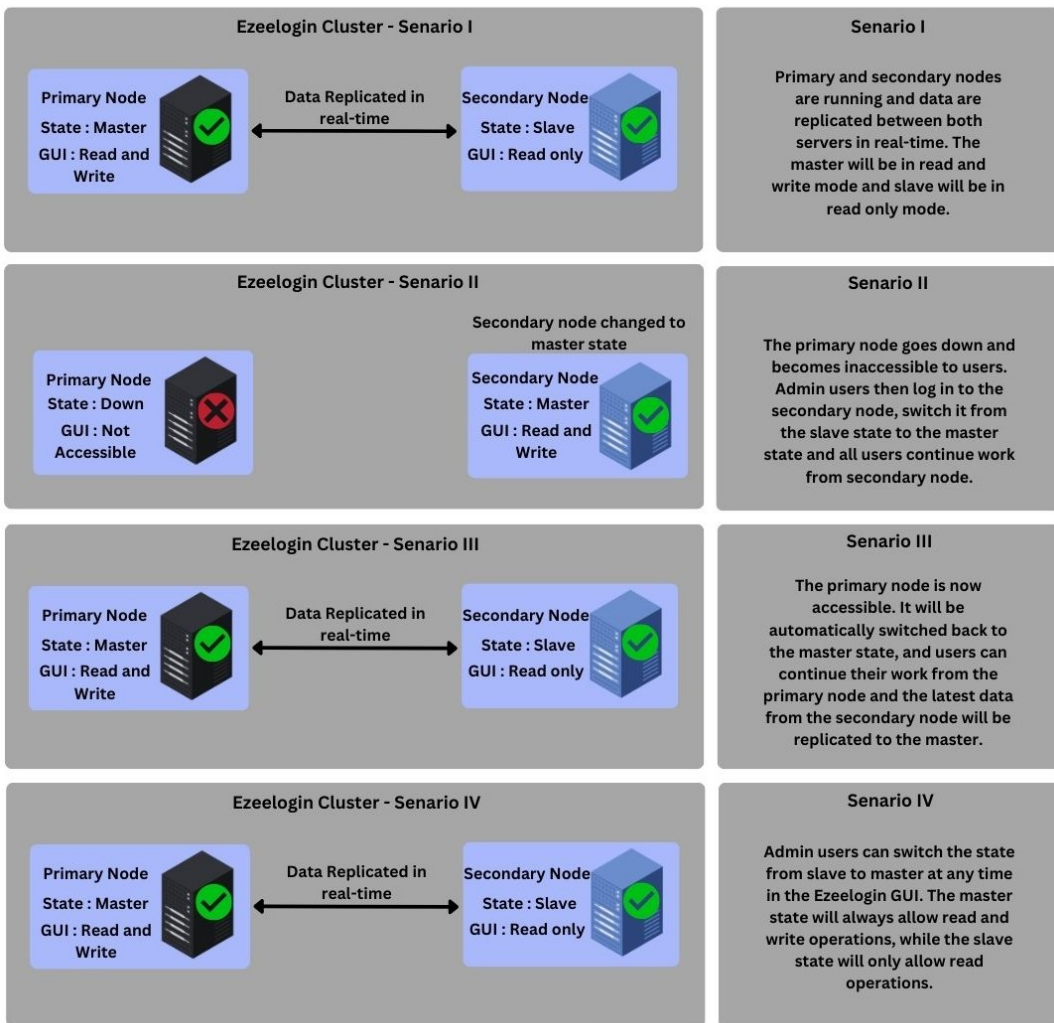 Ezeelogin Cluster - Senario I
Primary Node
State : Master
GUI : Read and
Write
Data Replicated in
real-time
Secondary Node
State : Slave
GUI : Read only
Senario I
Primary and secondary nodes
are running and data are
replicated between both
servers in real-time. The
master will be in read and
write mode and slave will be in
read only mode.
Ezeelogin Cluster - Senario II
Primary Node
State : Down
GUI : Not
Accessible
Secondary node changed to
master state
Secondary Node
State : Master
GUI : Read and
Write
Senario II
The primary node goes down and
becomes inaccessible to users.
Admin users then log in to the
secondary node, switch it from
the slave state to the master
state and all users continue work
from secondary node.
Ezeelogin Cluster - Senario III
Primary Node
State : Master
GUI : Read and
Write
Data Replicated in
real-time
Secondary Node
State : Slave
GUI : Read only
Senario III
The primary node is now
accessible. It will be
automatically switched back to
the master state, and users can
continue their work from the
primary node and the latest data
from the secondary node will be
replicated to the master.
Ezeelogin Cluster - Senario IV
Primary Node
State : Master
GUI : Read and
Write
Data Replicated in
real-time
Secondary Node
State : Slave
GUI : Read only
Senario IV
Admin users can switch the state
from slave to master at any time
in the Ezeelogin GUI. The master
state will always allow read and
write operations, while the slave
state will only allow read
operations.